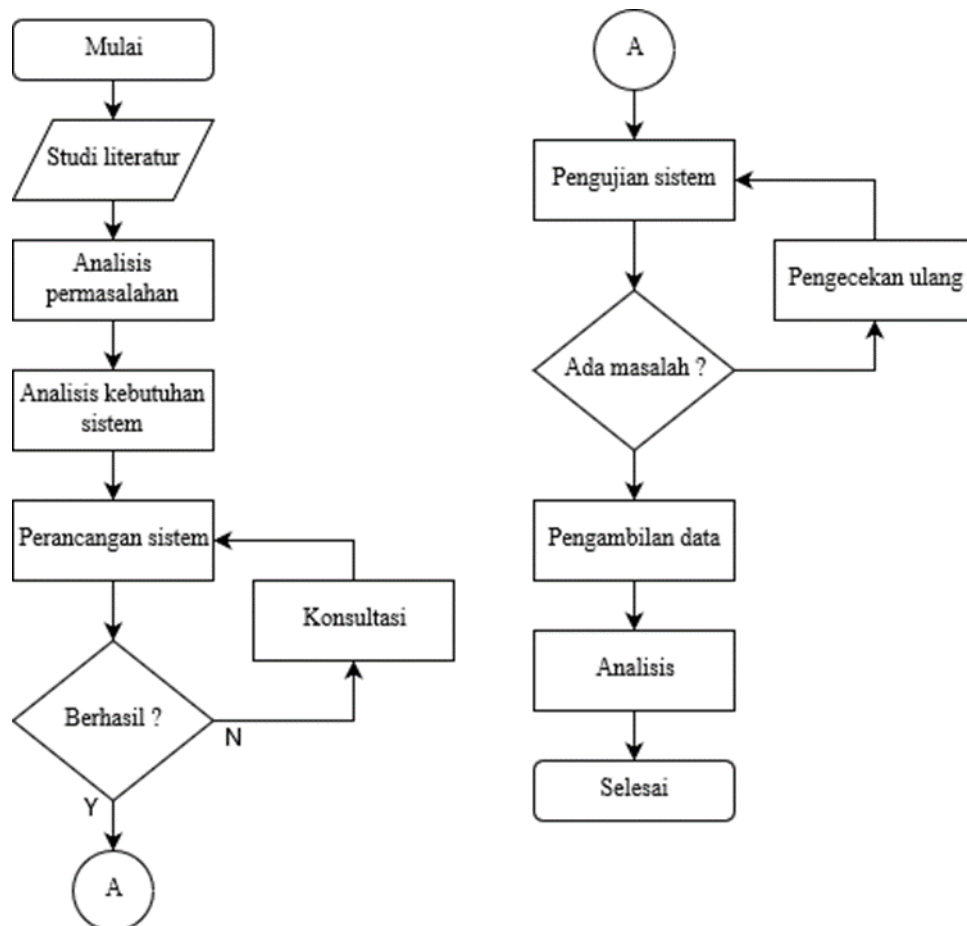 Mulai
Studi literatur
Analisis
permasalahan
Analisis kebutuhan
sistem
Perancangan sistem
Konsultasi
Berhasil ?
N
Y
A
A
Pengujian sistem
Pengecekan ulang
Ada masalah ?
Pengambilan data
Analisis
Selesai